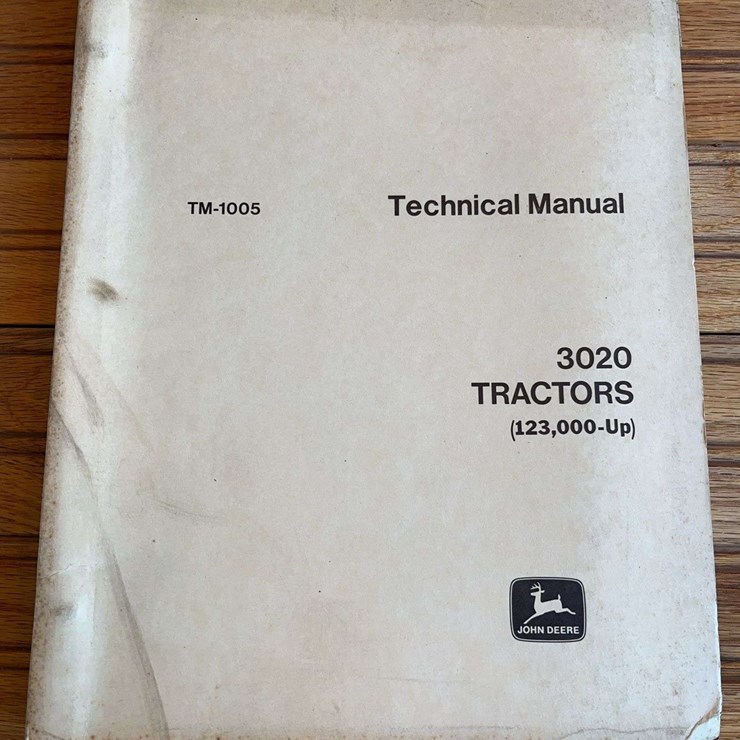 TM-1005
Technical Manual
3020
TRACTORS
(123,000-Up)
JOHN DEERE